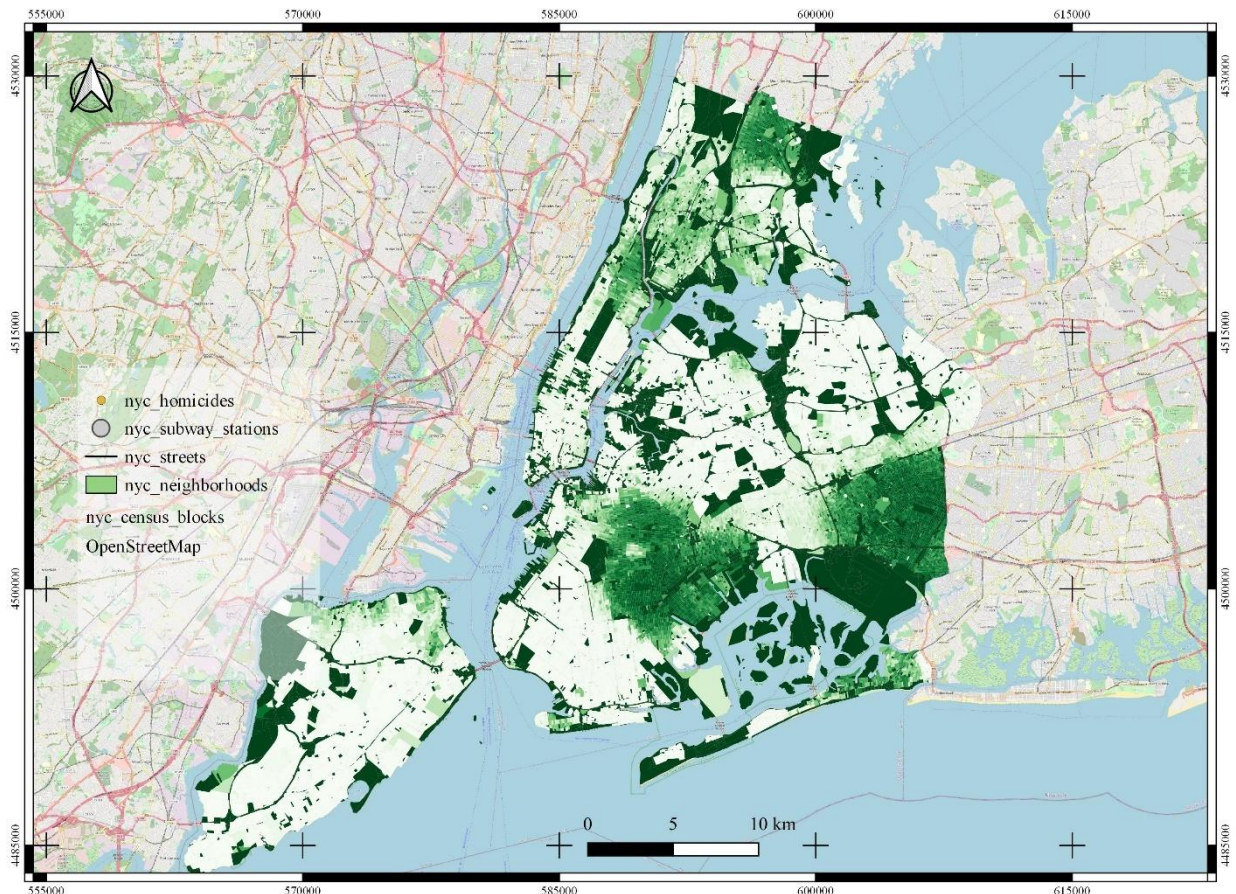 555000 570000 585000 600000 615000
4530000 4530000
4515000 4515000
nyc_homicides
nyc_subway_stations
nyc_streets
nyc_neighborhoods
nyc_census_blocks
OpenStreetMap
4500000 4500000
0 5 10 km
4485000 4485000
555000 570000 585000 600000 615000